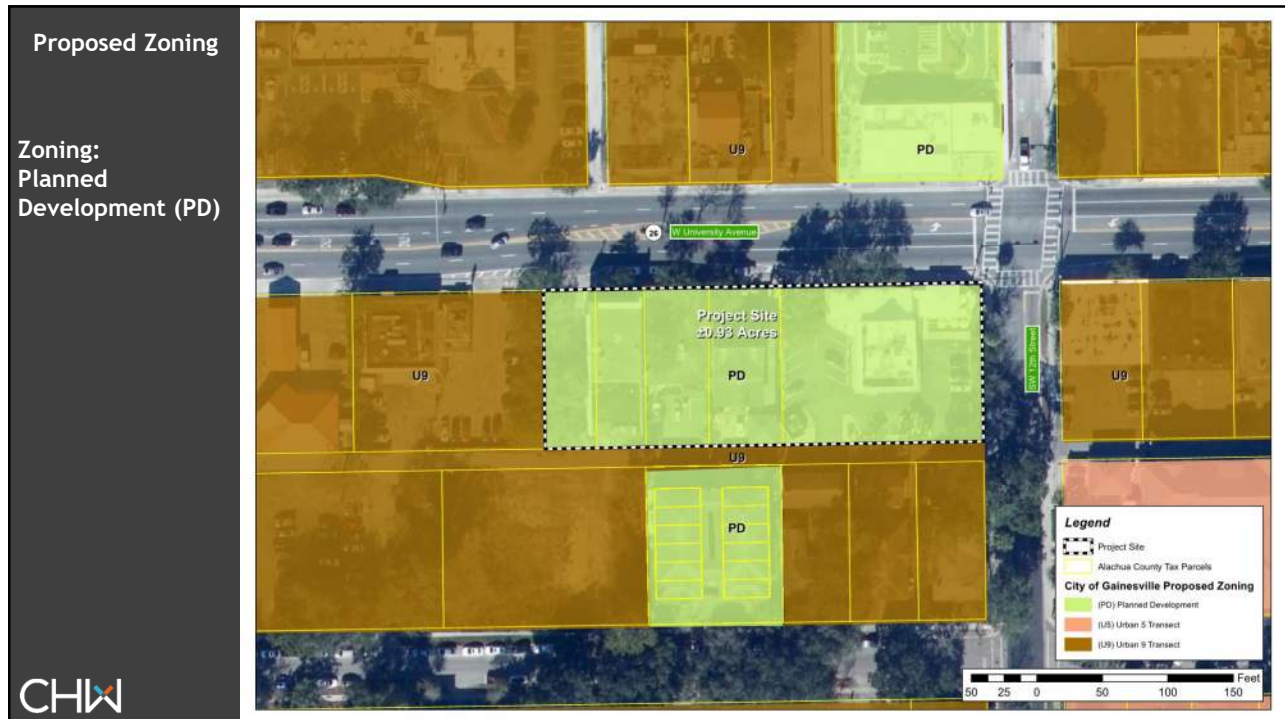 Proposed Zoning
Zoning:
Planned
Development (PD)
CHW
U9
PD
26
W University Avenue
Project Site
±0.93 Acres
U9
PD
SW 12th Street
U9
U9
PD
Legend
Project Site
Alachua County Tax Parcels
City of Gainesville Proposed Zoning
(PD) Planned Development
(U5) Urban 5 Transect
(U9) Urban 9 Transect
Feet
50 25 0 50 100 150